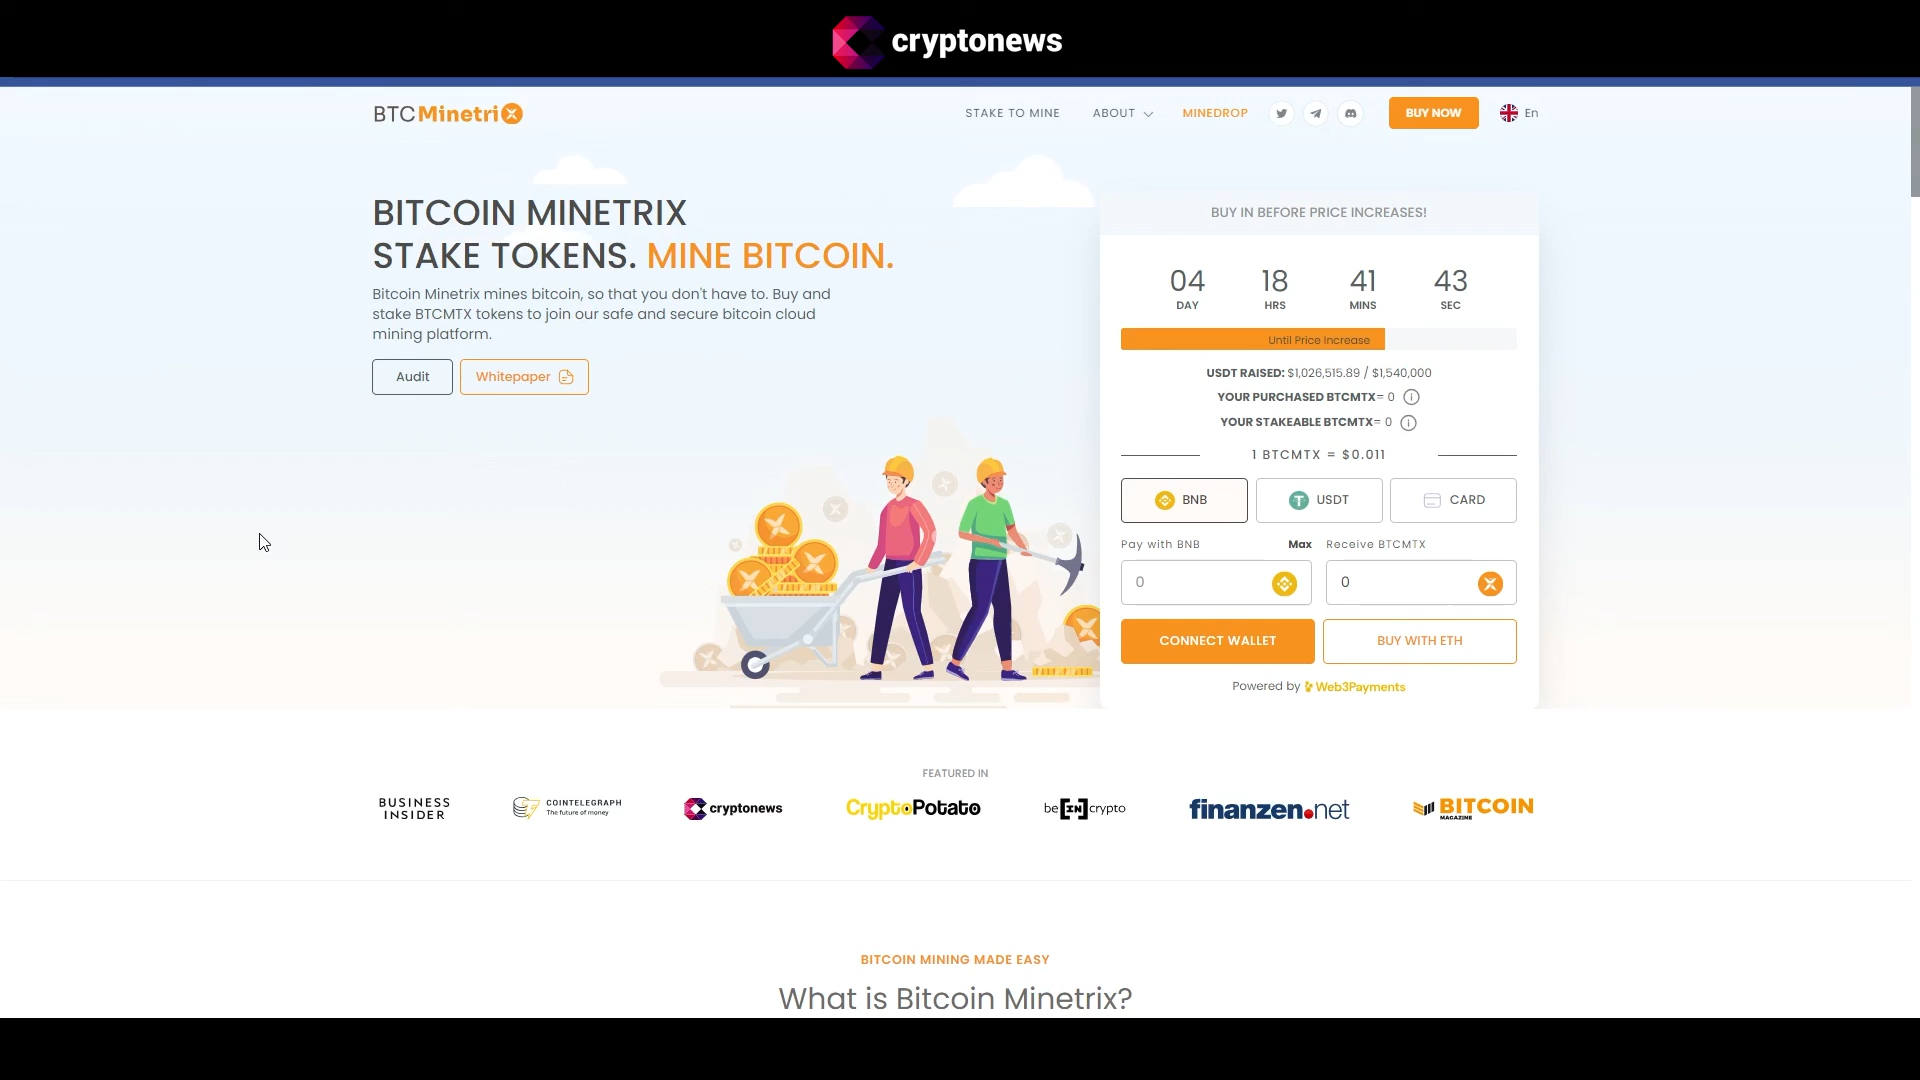 cryptonews
BTC Minetrix
STAKE TO MINE
ABOUT
MINEDROP
BUY NOW
En
BITCOIN MINETRIX
STAKE TOKENS. MINE BITCOIN.
Bitcoin Minetrix mines bitcoin, so that you don't have to. Buy and
stake BTCMTX tokens to join our safe and secure bitcoin cloud
mining platform.
Audit
Whitepaper
BUY IN BEFORE PRICE INCREASES!
04 18 41 43
DAY HRS MINS SEC
Until Price Increase
USDT RAISED: $1,026,515.89 / $1,540,000
YOUR PURCHASED BTCMTX= 0
YOUR STAKEABLE BTCMTX= 0
1 BTCMTX = $0.011
BNB
USDT
CARD
Pay with BNB Max Receive BTCMTX
0 0
CONNECT WALLET
BUY WITH ETH
Powered by Web3Payments
FEATURED IN
BUSINESS
INSIDER
COINTELEGRAPH
The future of money
cryptonews
CryptoPotato
be[IN]crypto
finanzen.net
BITCOIN
MAGAZINE
BITCOIN MINING MADE EASY
What is Bitcoin Minetrix?